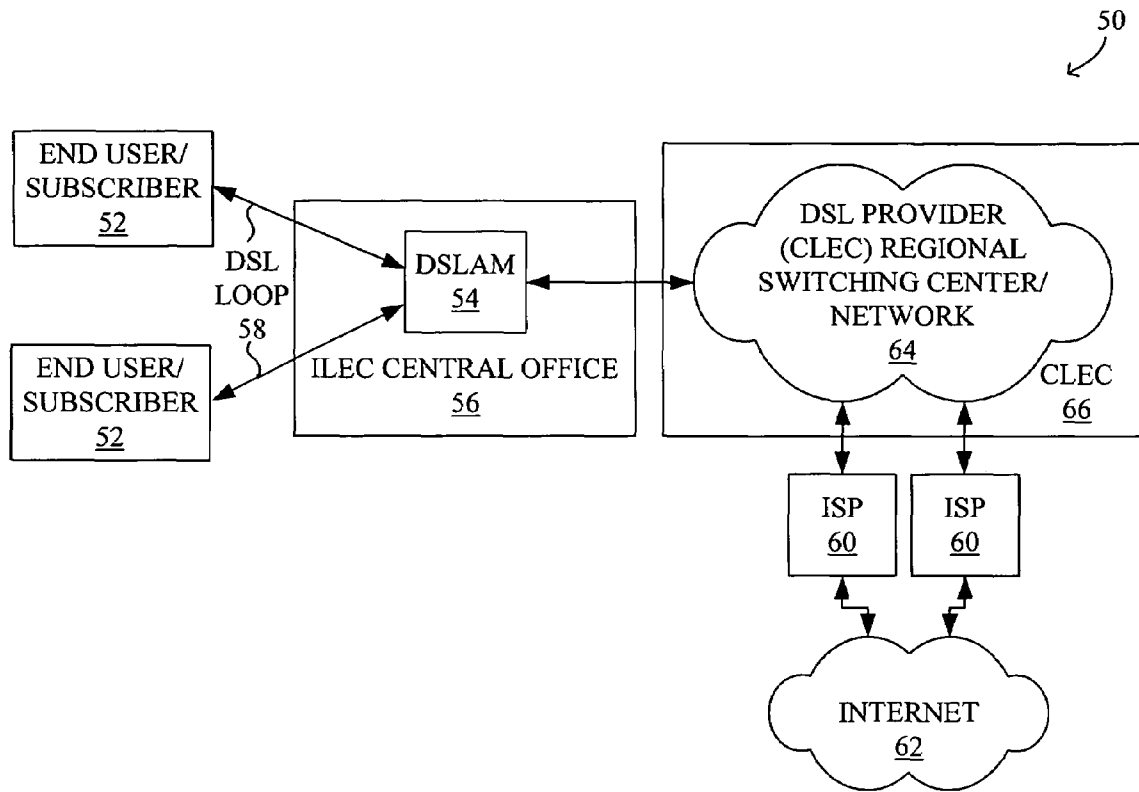 50
END USER/
SUBSCRIBER
52
DSL
LOOP
58
END USER/
SUBSCRIBER
52
DSLAM
54
ILEC CENTRAL OFFICE
56
DSL PROVIDER
(CLEC) REGIONAL
SWITCHING CENTER/
NETWORK
64
CLEC
66
ISP
60
ISP
60
INTERNET
62